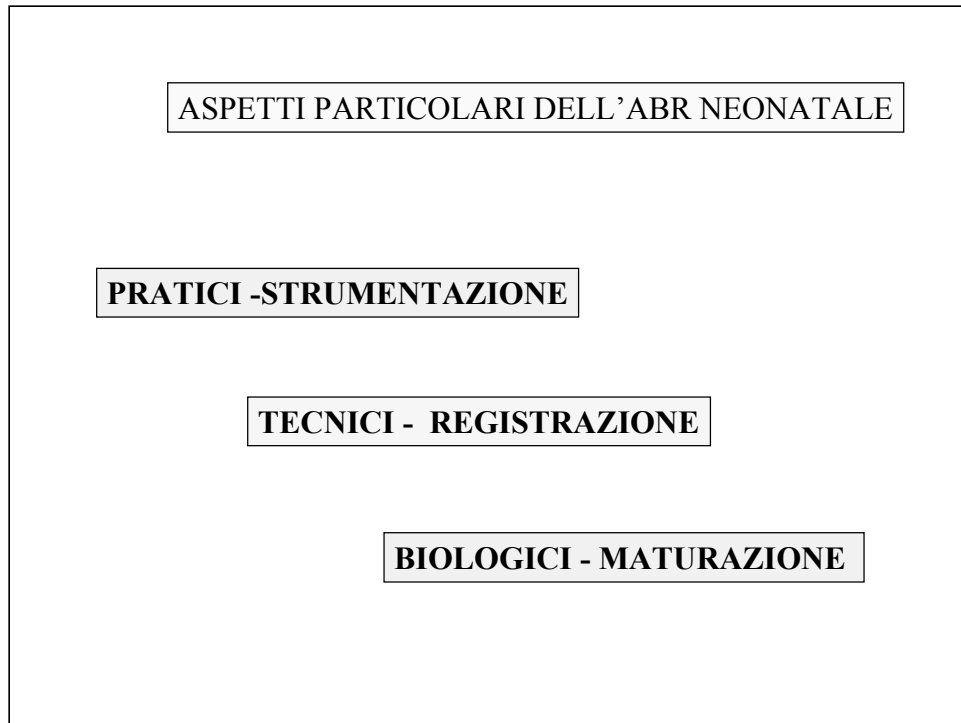 ASPETTI PARTICOLARI DELL'ABR NEONATALE
PRATICI -STRUMENTAZIONE
TECNICI - REGISTRAZIONE
BIOLOGICI - MATURAZIONE